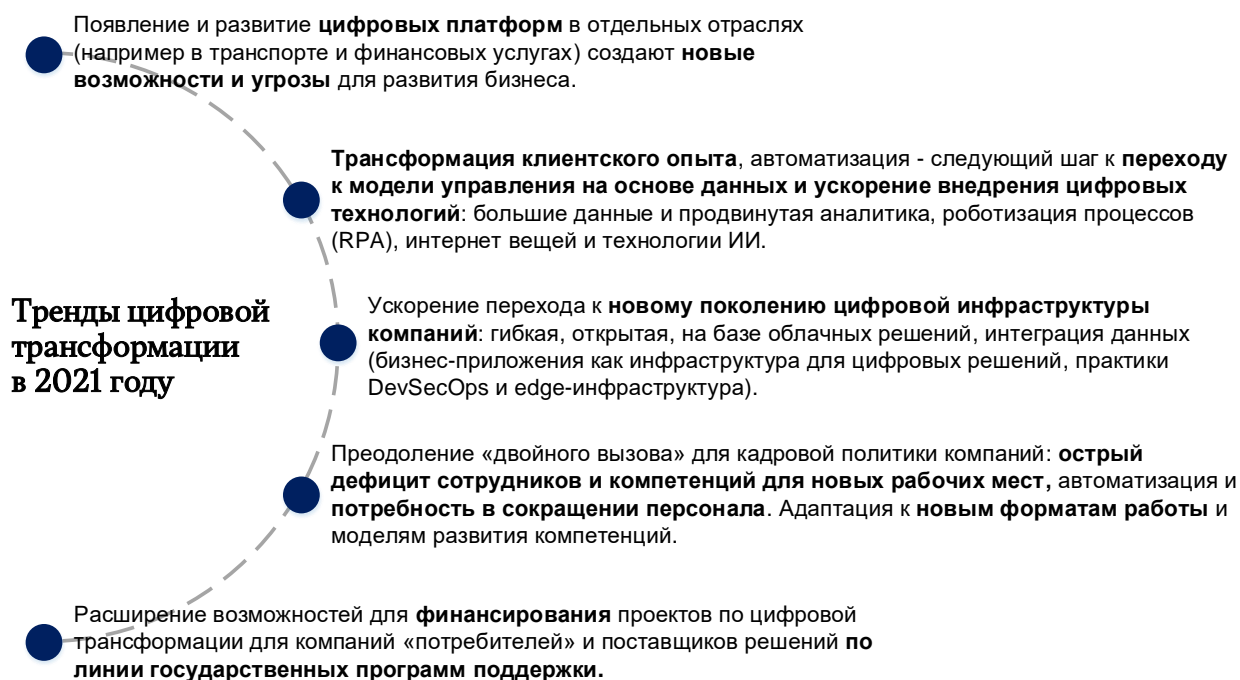 Появление и развитие цифровых платформ в отдельных отраслях
(например в транспорте и финансовых услугах) создают новые
возможности и угрозы для развития бизнеса.
Трансформация клиентского опыта, автоматизация - следующий шаг к переходу
к модели управления на основе данных и ускорение внедрения цифровых
технологий: большие данные и продвинутая аналитика, роботизация процессов
(RPA), интернет вещей и технологии ИИ.
Тренды цифровой
трансформации
в 2021 году
Ускорение перехода к новому поколению цифровой инфраструктуры
компаний: гибкая, открытая, на базе облачных решений, интеграция данных
(бизнес-приложения как инфраструктура для цифровых решений, практики
DevSecOps и edge-инфраструктура).
Преодоление «двойного вызова» для кадровой политики компаний: острый
дефицит сотрудников и компетенций для новых рабочих мест, автоматизация и
потребность в сокращении персонала. Адаптация к новым форматам работы и
моделям развития компетенций.
Расширение возможностей для финансирования проектов по цифровой
трансформации для компаний «потребителей» и поставщиков решений по
линии государственных программ поддержки.